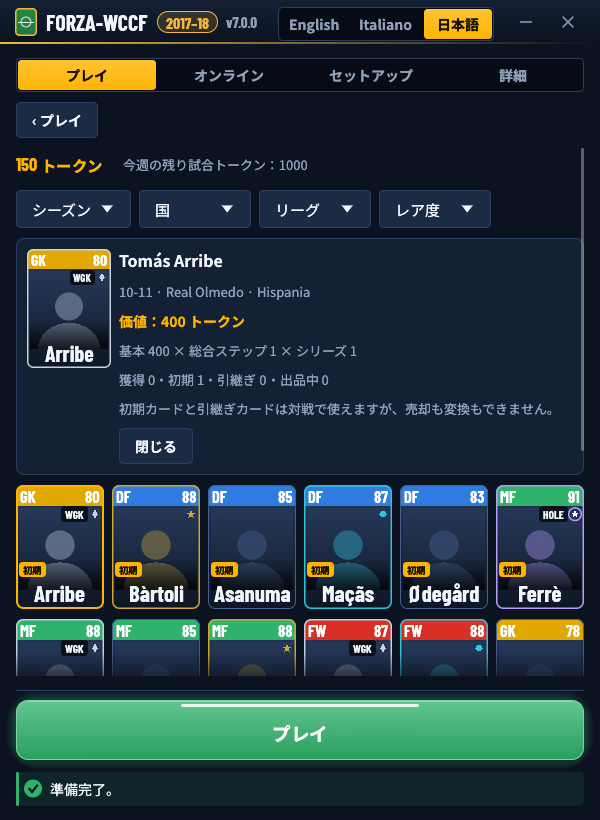 FORZA-WCCF 2017-18 v7.0.0 English Italiano 日本語
プレイ オンライン セットアップ 詳細
‹ プレイ
150 トークン 今週の残り試合トークン：1000
シーズン 国 リーグ レア度
GK 80
WGK
Arribe
Tomás Arribe
10-11 · Real Olmedo · Hispania
価値：400 トークン
基本 400 × 総合ステップ 1 × シリーズ 1
獲得 0・初期 1・引継ぎ 0・出品中 0
初期カードと引継ぎカードは対戦で使えますが、売却も変換もできません。
閉じる
GK 80 DF 88 DF 85 DF 87 DF 83 MF 91
WGK HOLE
初期 初期 初期 初期 初期 初期
Arribe Bàrtoli Asanuma Maçãs Ødegård Ferrè
MF 88 MF 85 MF 88 FW 87 FW 88 GK 78
WGK WGK
プレイ
準備完了。